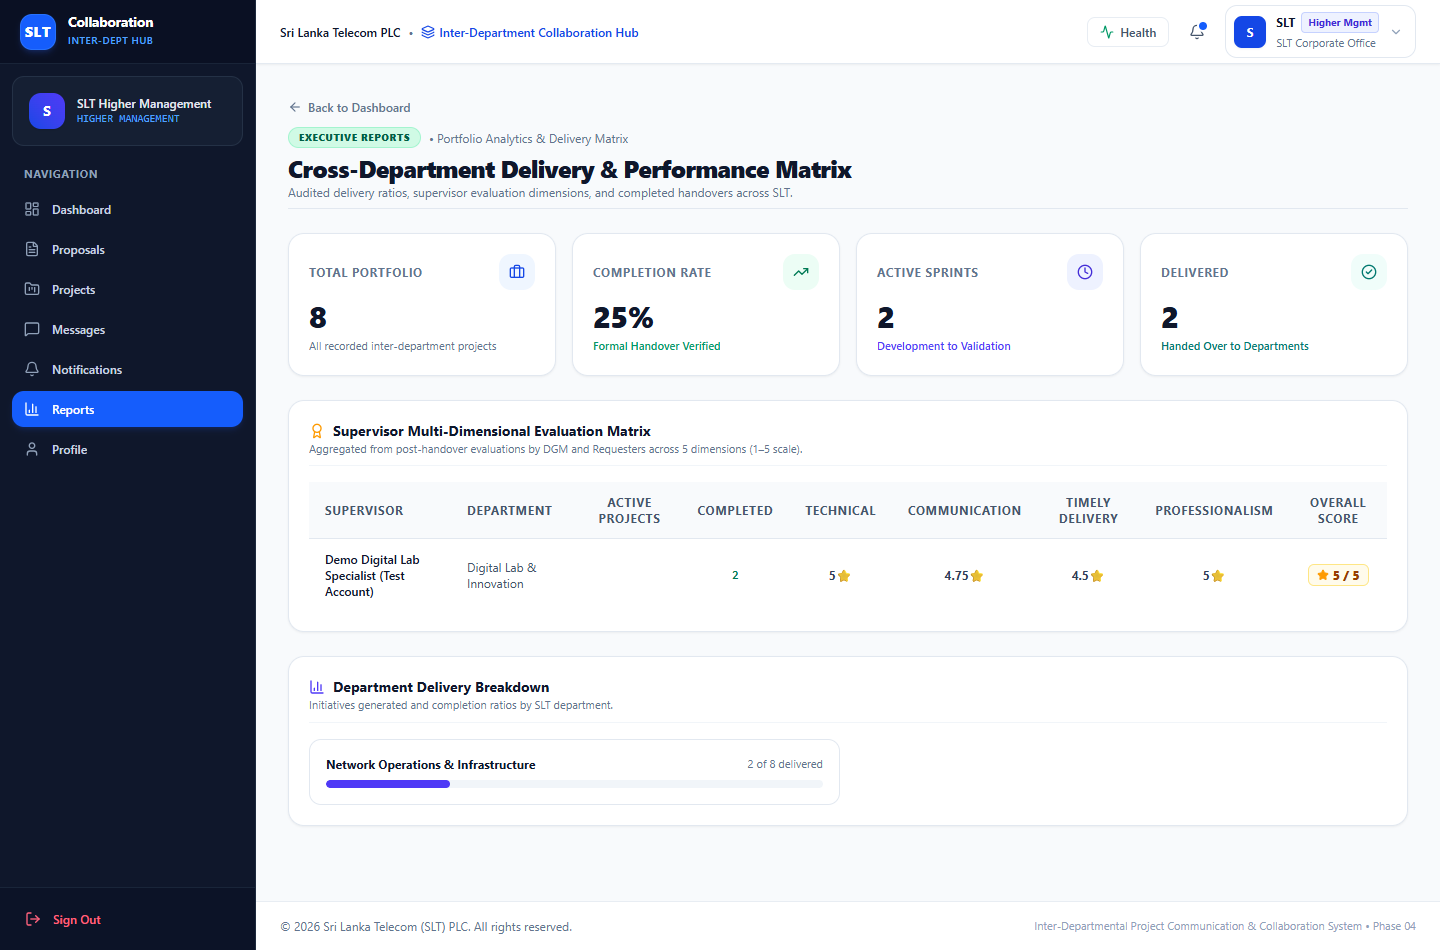 SLT
Collaboration
INTER-DEPT HUB
S
SLT Higher Management
HIGHER MANAGEMENT
NAVIGATION
Dashboard
Proposals
Projects
Messages
Notifications
Reports
Profile
Sign Out
Sri Lanka Telecom PLC • Inter-Department Collaboration Hub
Health
S
SLT Higher Mgmt
SLT Corporate Office
Back to Dashboard
EXECUTIVE REPORTS • Portfolio Analytics & Delivery Matrix
Cross-Department Delivery & Performance Matrix
Audited delivery ratios, supervisor evaluation dimensions, and completed handovers across SLT.
TOTAL PORTFOLIO
8
All recorded inter-department projects
COMPLETION RATE
25%
Formal Handover Verified
ACTIVE SPRINTS
2
Development to Validation
DELIVERED
2
Handed Over to Departments
Supervisor Multi-Dimensional Evaluation Matrix
Aggregated from post-handover evaluations by DGM and Requesters across 5 dimensions (1–5 scale).
SUPERVISOR
DEPARTMENT
ACTIVE
PROJECTS
COMPLETED
TECHNICAL
COMMUNICATION
TIMELY
DELIVERY
PROFESSIONALISM
OVERALL
SCORE
Demo Digital Lab
Specialist (Test
Account)
Digital Lab &
Innovation
2
5⭐
4.75⭐
4.5⭐
5⭐
★ 5 / 5
Department Delivery Breakdown
Initiatives generated and completion ratios by SLT department.
Network Operations & Infrastructure
2 of 8 delivered
© 2026 Sri Lanka Telecom (SLT) PLC. All rights reserved.
Inter-Departmental Project Communication & Collaboration System • Phase 04